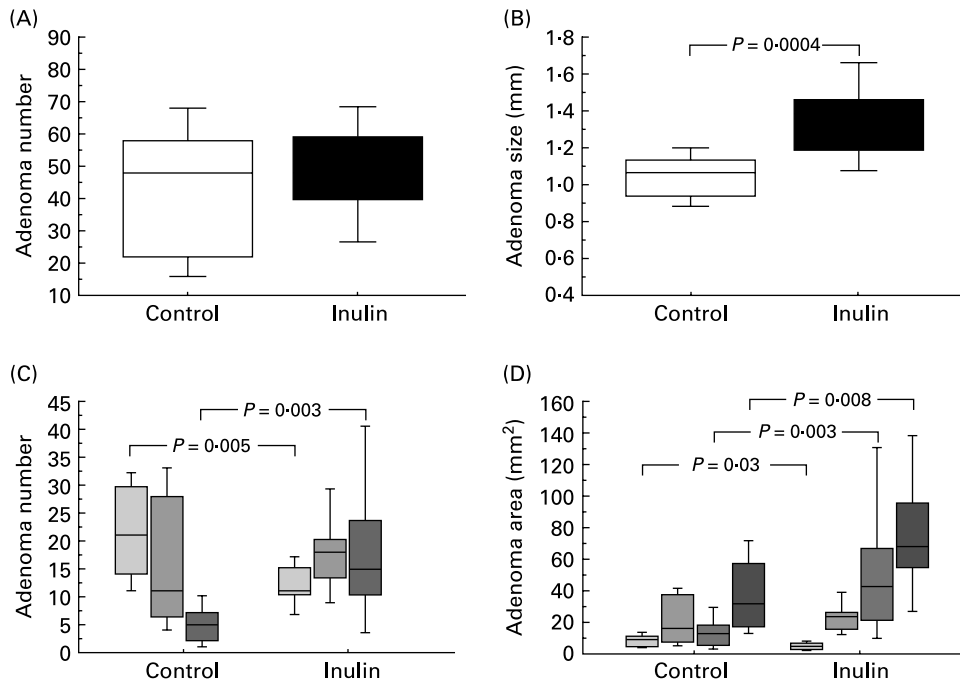 (A)
Adenoma number
90
80
70
60
50
40
30
20
10
Control
Inulin
(B)
Adenoma size (mm)
1·8
1·6
1·4
1·2
1·0
0·8
0·6
0·4
P = 0·0004
Control
Inulin
(C)
Adenoma number
45
40
35
30
25
20
15
10
5
0
P = 0·003
P = 0·005
Control
Inulin
(D)
Adenoma area (mm²)
160
140
120
100
80
60
40
20
0
P = 0·008
P = 0·003
P = 0·03
Control
Inulin